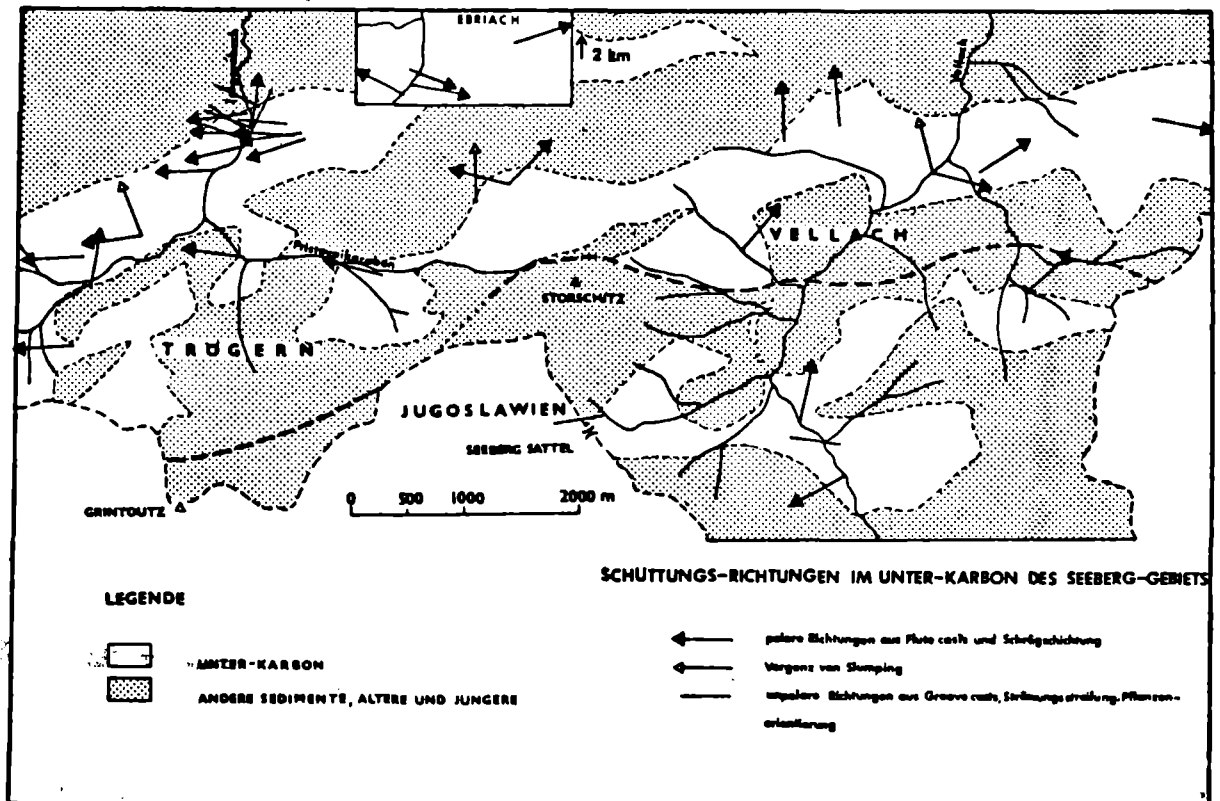 EBRIACH
2 km
Vellach
VELLACH
STORSCHITZ
TRÖGERN
JUGOSLAWIEN
SEEBERG SATTEL
0 500 1000 2000 m
GRINTOUTZ
SCHÜTTUNGS-RICHTUNGEN IM UNTER-KARBON DES SEEBERG-GEBIETS
LEGENDE
UNTER-KARBON
ANDERE SEDIMENTE, ÄLTERE UND JÜNGERE
polare Richtungen aus Flute casts und Schrägschichtung
Vergenz von Slumping
unpolare Richtungen aus Groove casts, Strömungsstreifung, Pflanzen-
orientierung